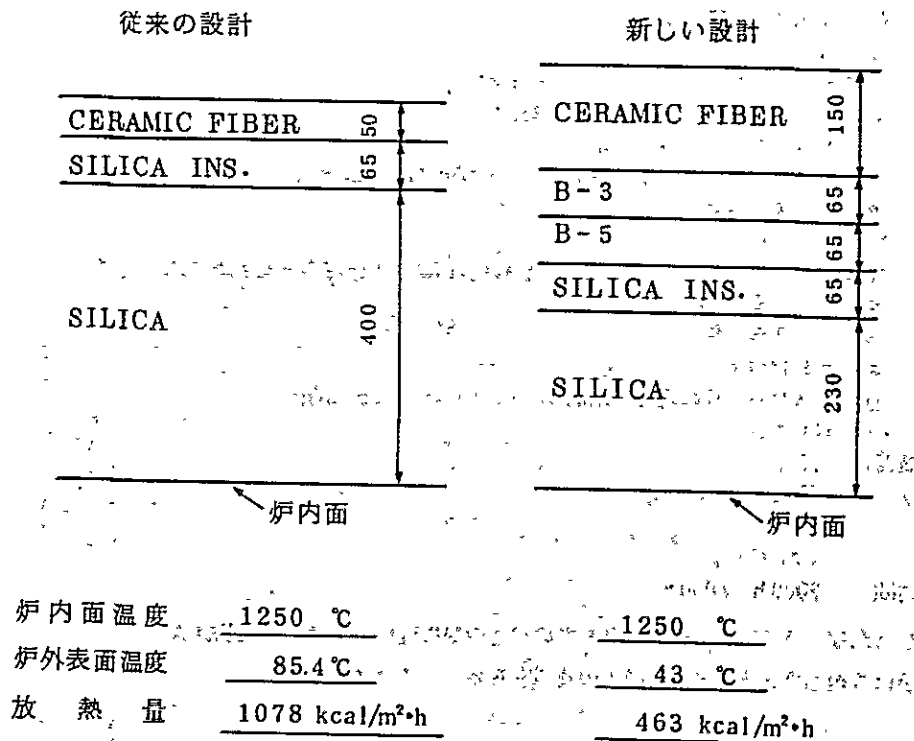 従来の設計
CERAMIC FIBER 50
SILICA INS. 65
SILICA 400
炉内面
新しい設計
CERAMIC FIBER 150
B-3 65
B-5 65
SILICA INS. 65
SILICA 230
炉内面
炉内面温度 1250 ℃ 1250 ℃
炉外表面温度 85.4℃ 43 ℃
放熱量 1078 kcal/m²•h 463 kcal/m²•h